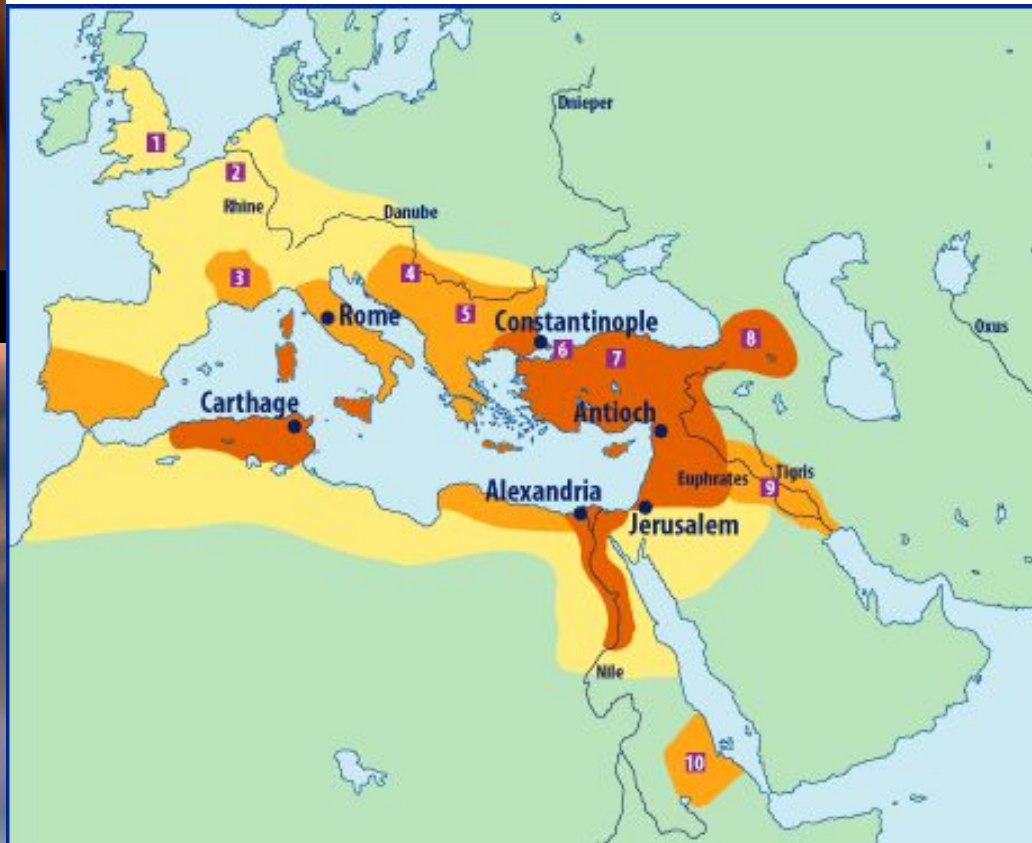 Dnieper
1
2
Rhine
Danube
3
4
5
Rome
Constantinople
6
7
8
Oxus
Carthage
Antioch
Euphrates
Tigris
9
Alexandria
Jerusalem
Nile
10